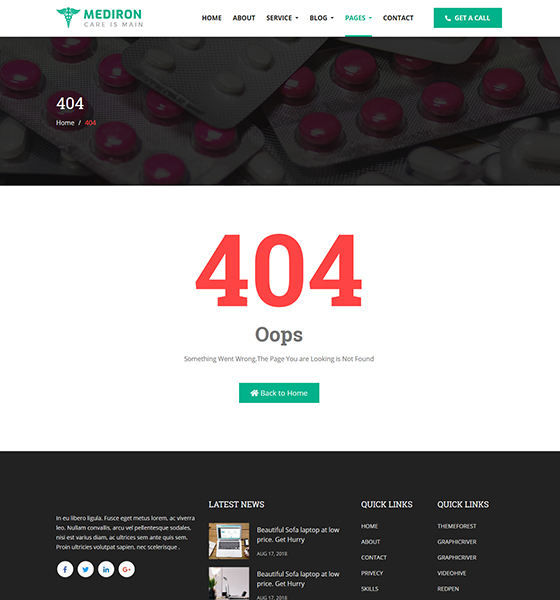 MEDIRON
CARE IS MAIN
HOME ABOUT SERVICE BLOG PAGES CONTACT GET A CALL
404
Home / 404
404
Oops
Something Went Wrong.The Page You are Looking is Not Found
Back to Home
In eu libero ligula. Fusce eget metus lorem, ac viverra
leo. Nullam convallis, arcu vel pellentesque sodales,
nisi est varius diam, ac ultrices sem ante quis sem.
Proin ultricies volutpat sapien, nec scelerisque .
f in G+
LATEST NEWS
Beautiful Sofa laptop at low
price. Get Hurry
AUG 17, 2018
Beautiful Sofa laptop at low
price. Get Hurry
AUG 17, 2018
QUICK LINKS
HOME
ABOUT
CONTACT
PRIVECY
SKILLS
QUICK LINKS
THEMEFOREST
GRAPHICRIVER
GRAPHICRIVER
VIDEOHIVE
REDPEN